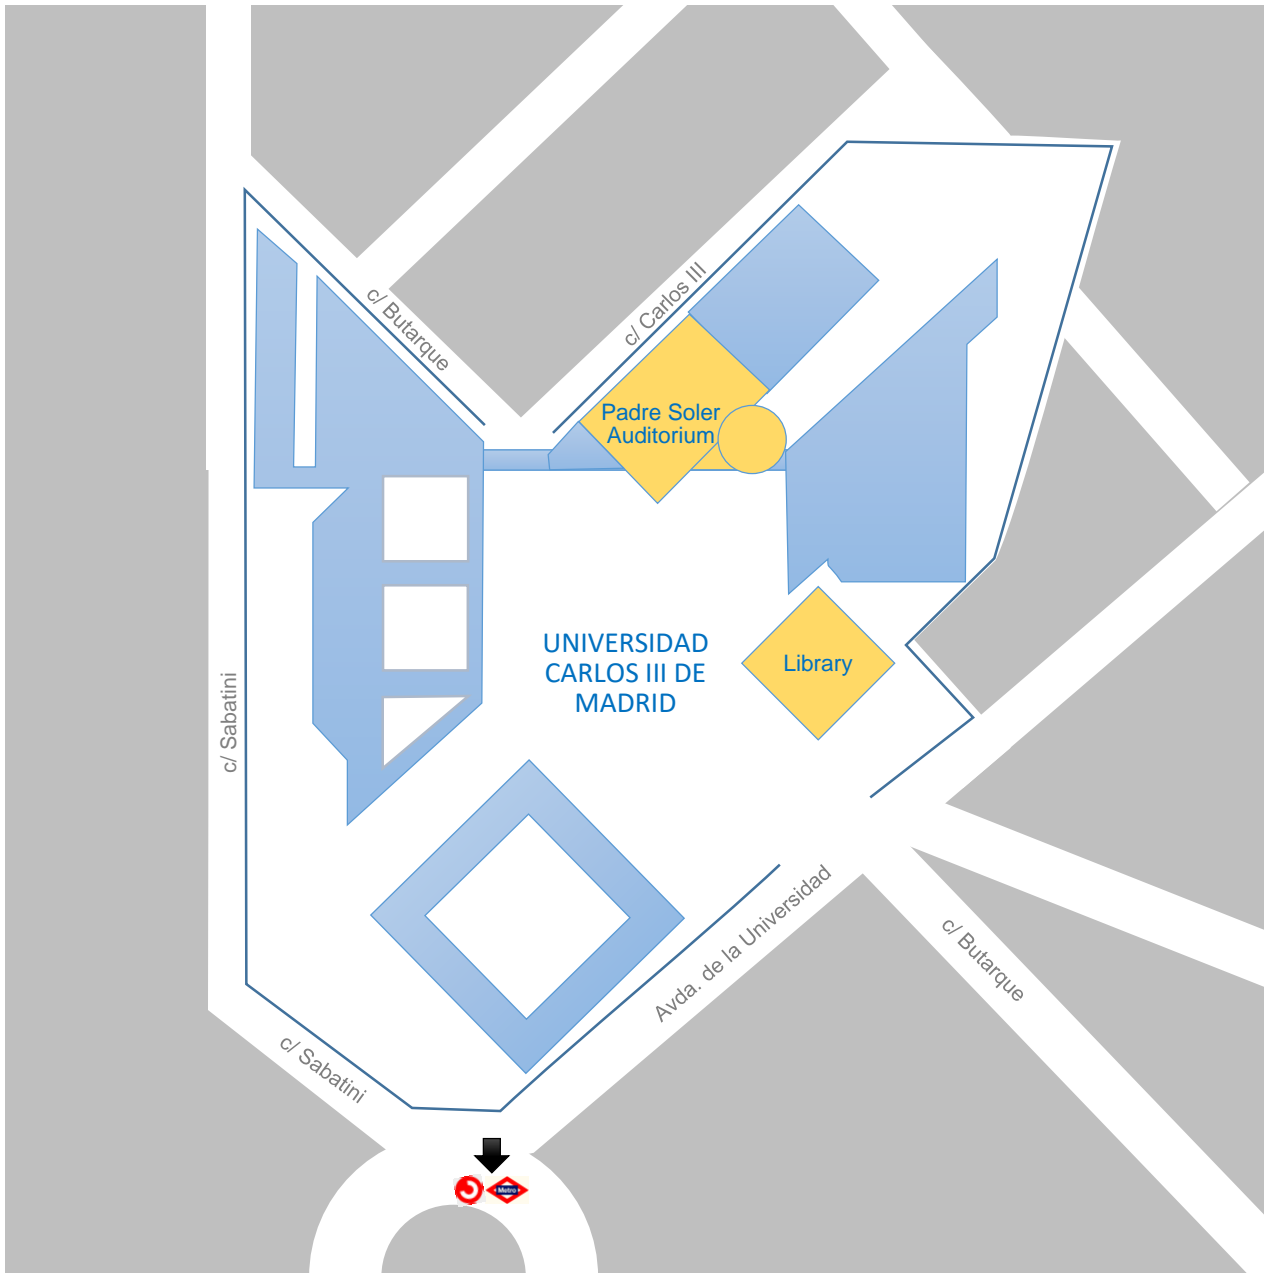 c/ Butarque
c/ Carlos III
Padre Soler
Auditorium
UNIVERSIDAD
CARLOS III DE
MADRID
Library
c/ Sabatini
Avda. de la Universidad
c/ Butarque
c/ Sabatini
Metro